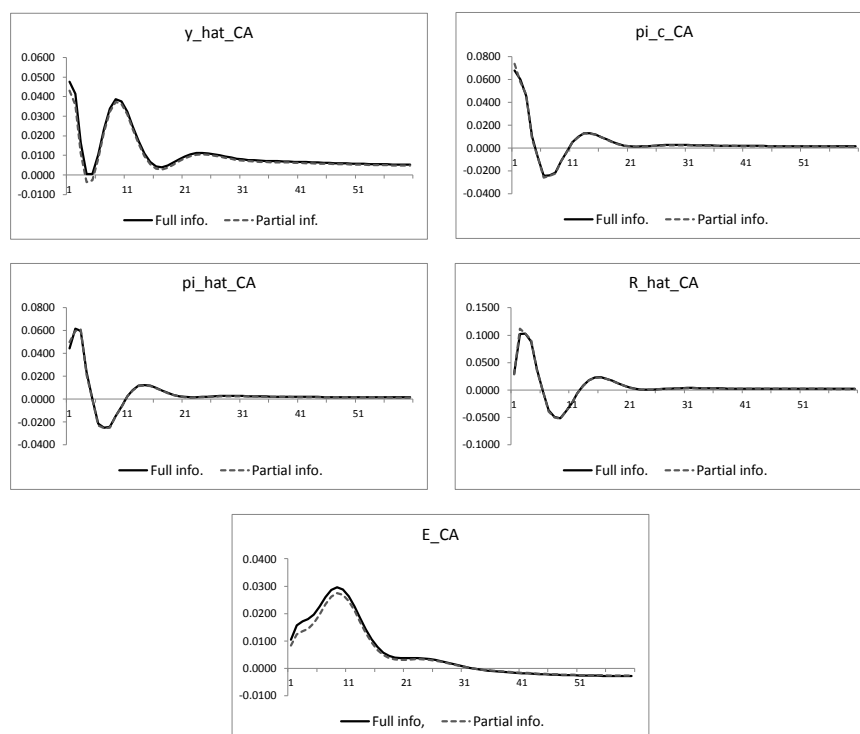 y_hat_CA
0.0600
0.0500
0.0400
0.0300
0.0200
0.0100
0.0000
-0.0100
1 11 21 31 41 51
Full info. Partial inf.
pi_c_CA
0.0800
0.0600
0.0400
0.0200
0.0000
-0.0200
-0.0400
1 11 21 31 41 51
Full info. Partial info.
pi_hat_CA
0.0800
0.0600
0.0400
0.0200
0.0000
-0.0200
-0.0400
1 11 21 31 41 51
Full info. Partial info.
R_hat_CA
0.1500
0.1000
0.0500
0.0000
-0.0500
-0.1000
1 11 21 31 41 51
Full info. Partial info.
E_CA
0.0400
0.0300
0.0200
0.0100
0.0000
-0.0100
1 11 21 31 41 51
Full info, Partial info.